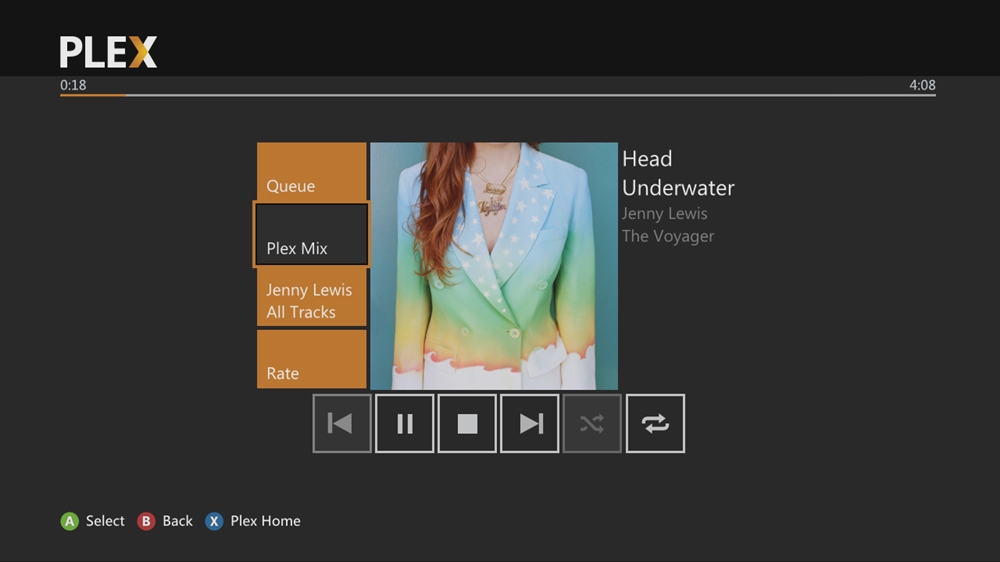 PLEX
0:18
4:08
Queue
Plex Mix
Jenny Lewis
All Tracks
Rate
Head
Underwater
Jenny Lewis
The Voyager
A Select B Back X Plex Home